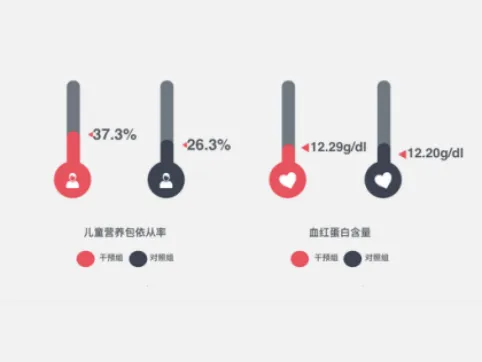 37.3%
26.3%
12.29g/dl
12.20g/dl
儿童营养包依从率
血红蛋白含量
干预组 对照组
干预组 对照组